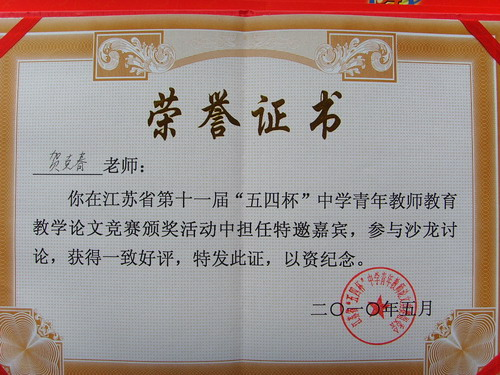 荣誉证书
贺克春 老师：
你在江苏省第十一届“五四杯”中学青年教师教育
教学论文竞赛颁奖活动中担任特邀嘉宾，参与沙龙讨
论，获得一致好评，特发此证，以资纪念。
二〇一〇年五月